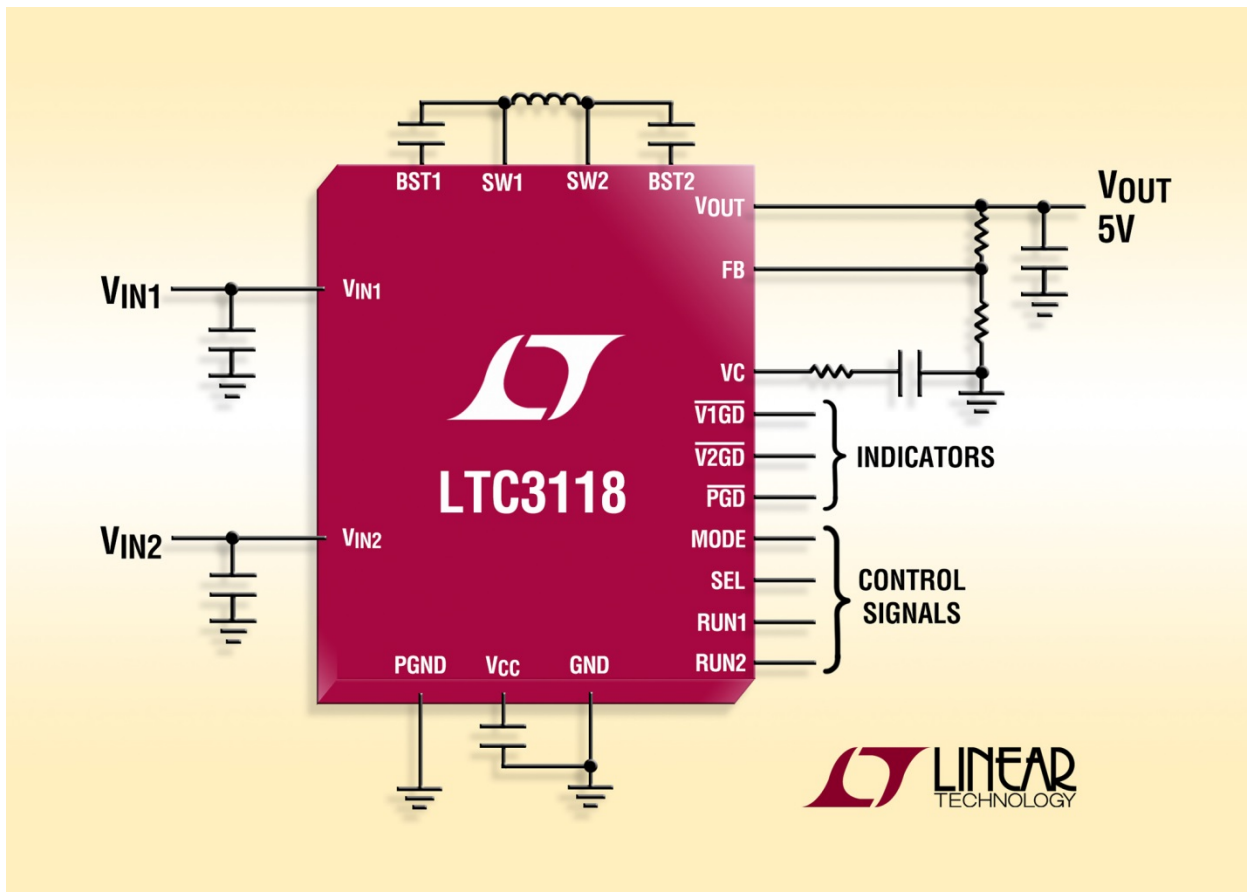 BST1 SW1 SW2 BST2
VOUT
VOUT
5V
FB
VIN1
VIN1
VC
V1GD
INDICATORS
V2GD
LTC3118
PGD
VIN2
VIN2
MODE
SEL
CONTROL
SIGNALS
RUN1
RUN2
PGND VCC GND
LINEAR
TECHNOLOGY